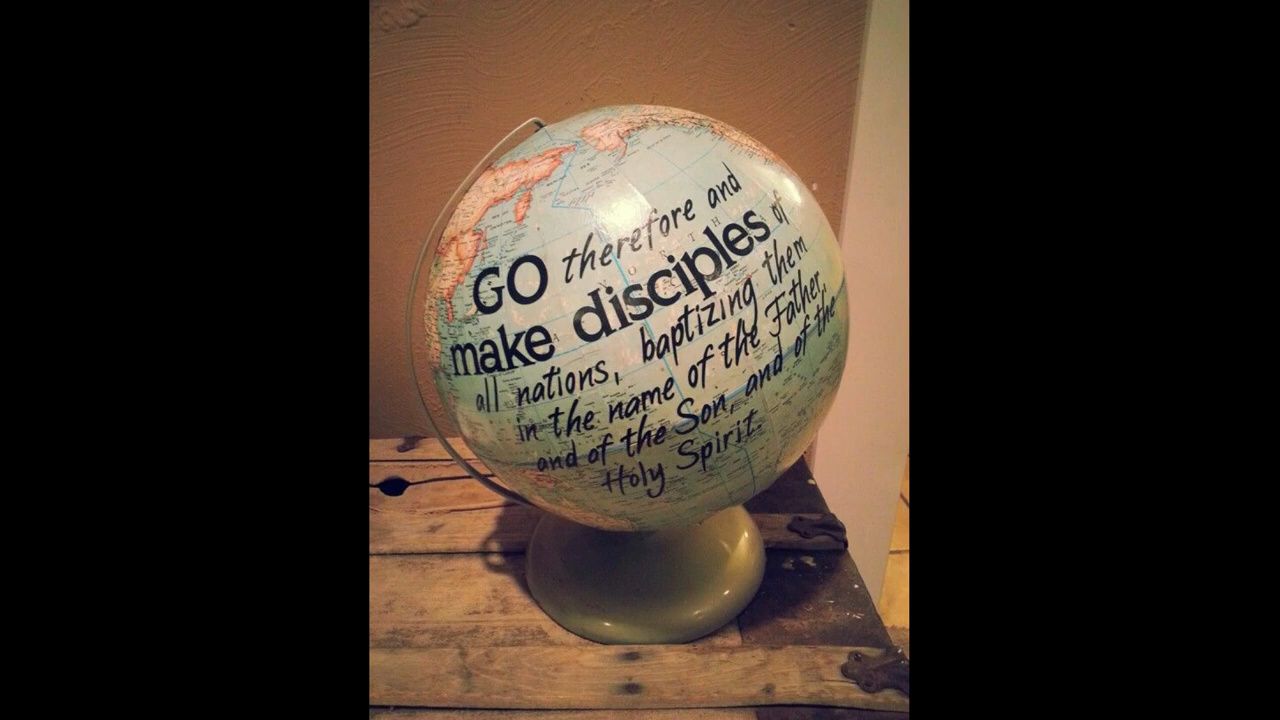 GO therefore and
make disciples of
all nations, baptizing them
in the name of the Father,
and of the Son, and of the
Holy Spirit.